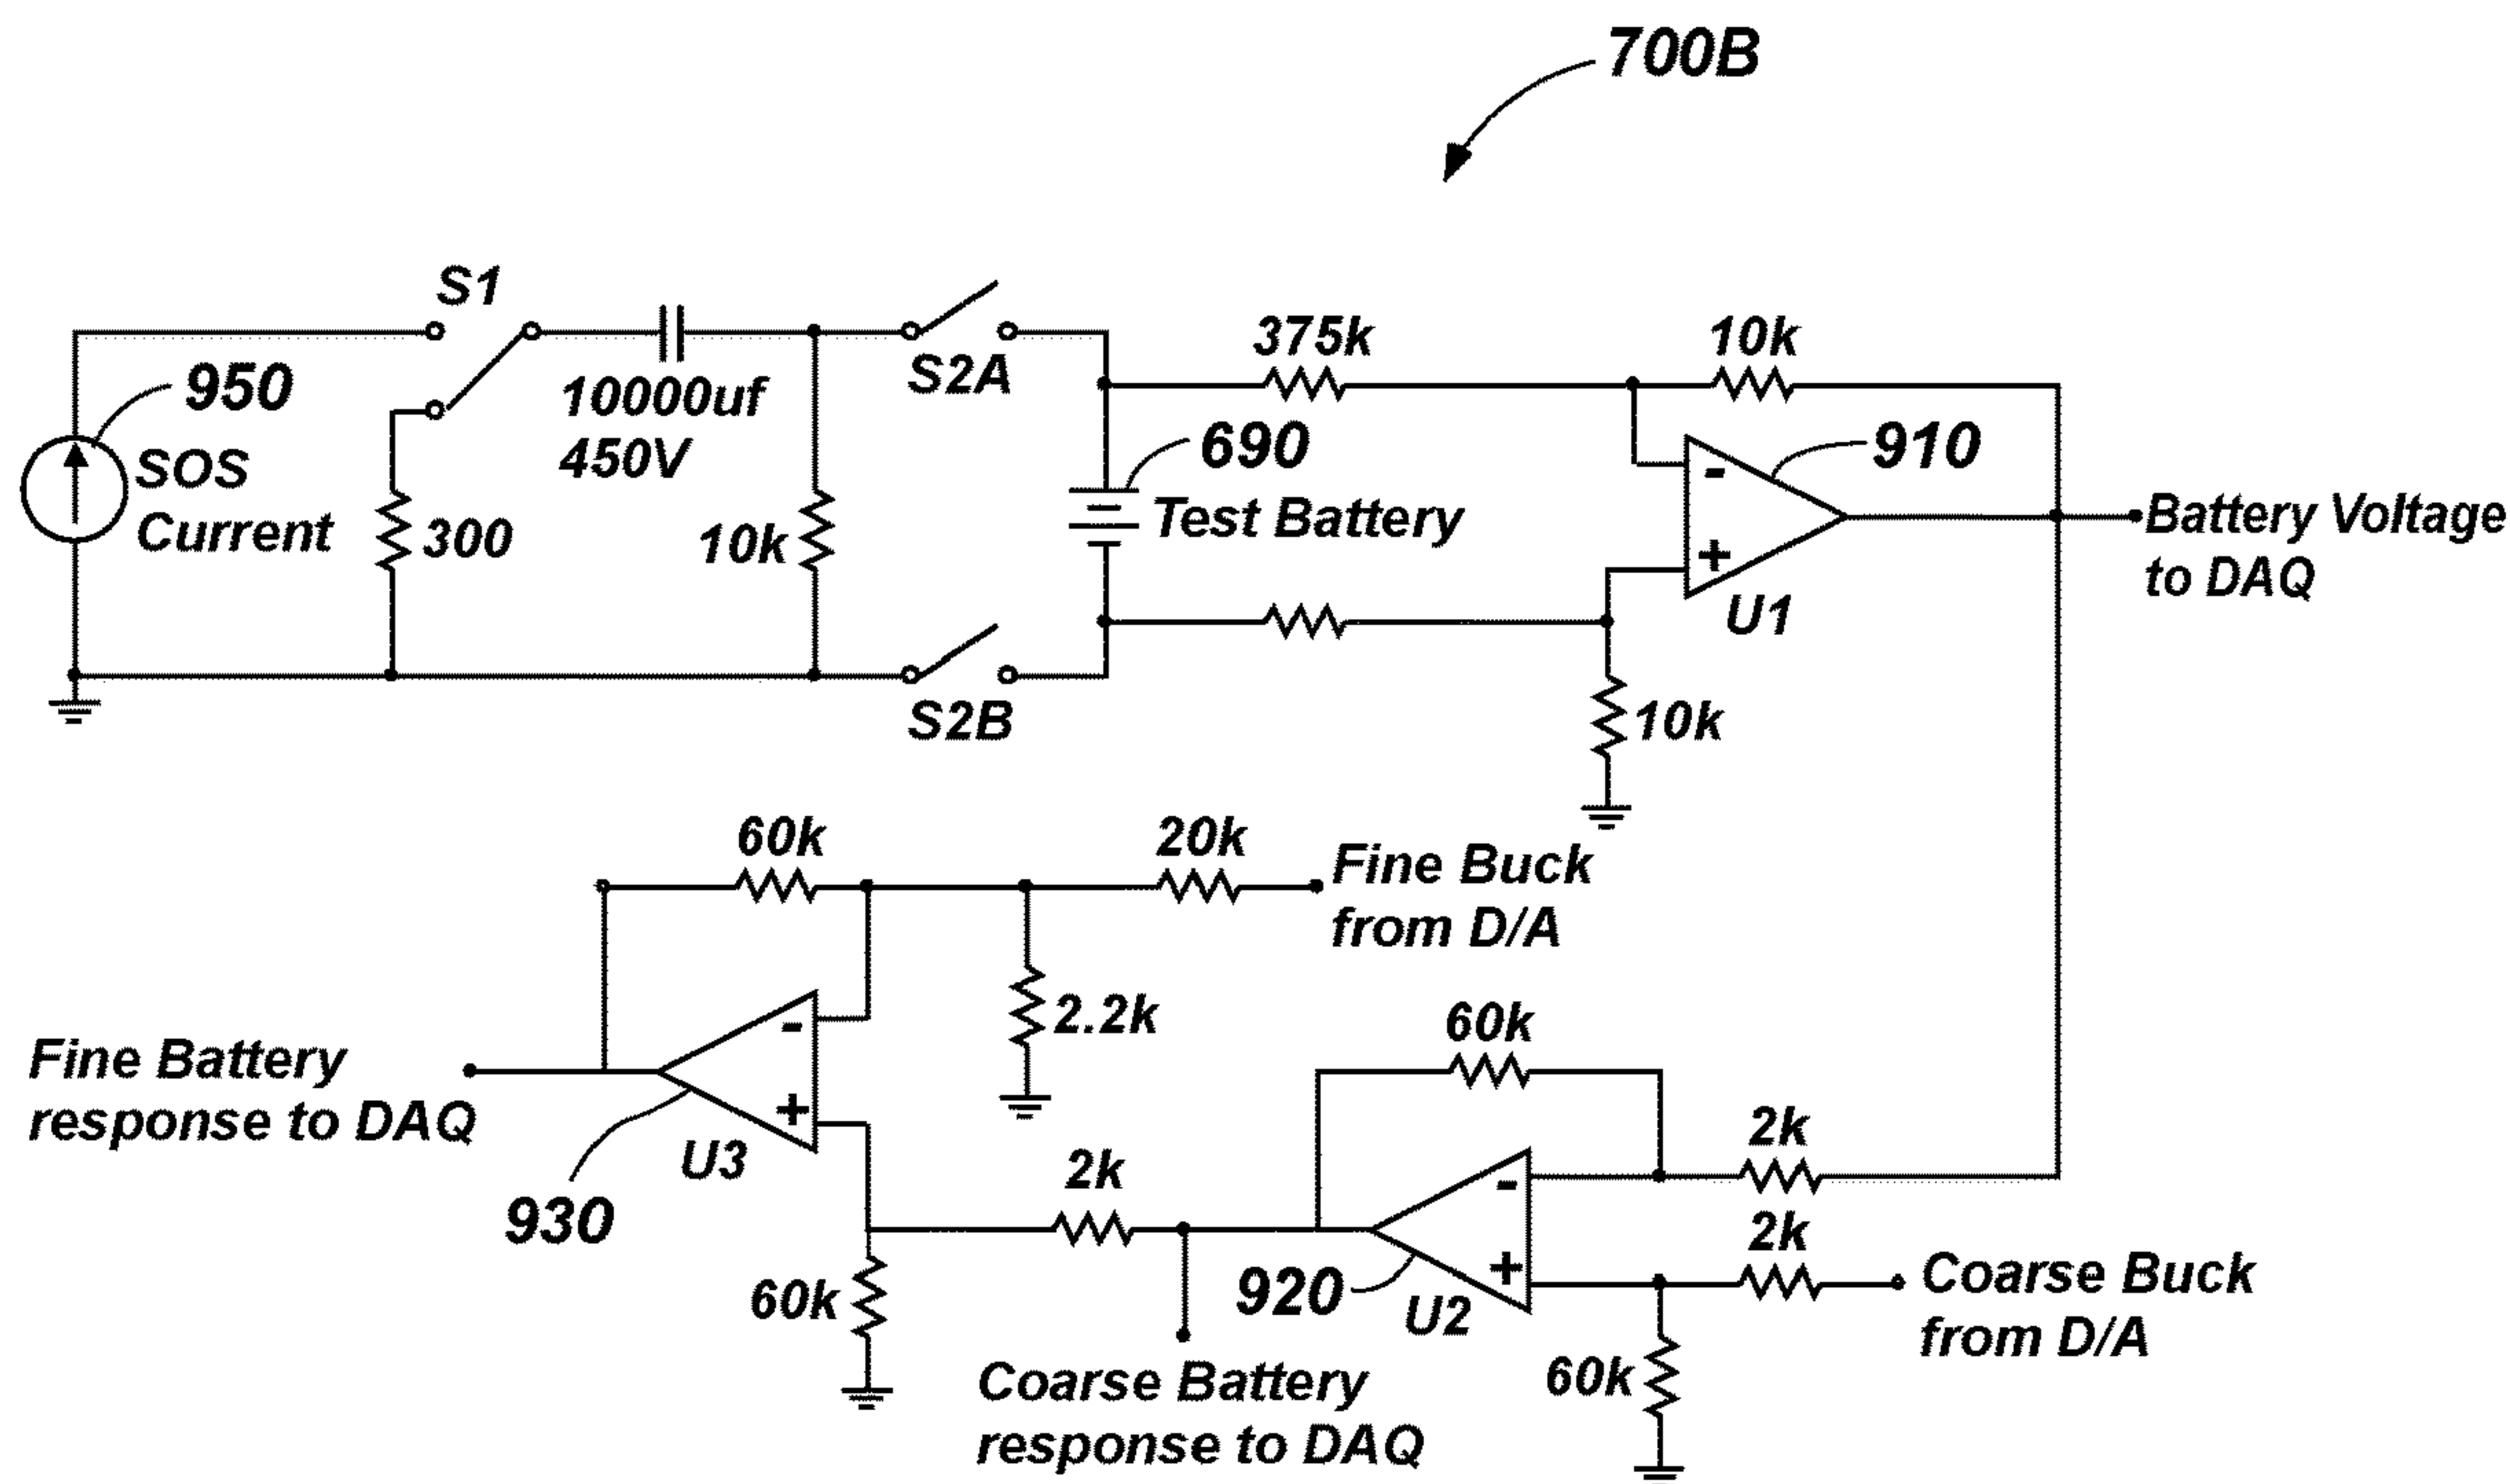 700B
S1
950
SOS
Current
300
10000uf
450V
10k
S2A
S2B
690
Test Battery
375k
10k
910
-
+
U1
Battery Voltage
to DAQ
10k
60k
20k
Fine Buck
from D/A
2.2k
-
+
U3
930
Fine Battery
response to DAQ
60k
2k
Coarse Battery
response to DAQ
60k
-
+
U2
920
2k
2k
Coarse Buck
from D/A
60k